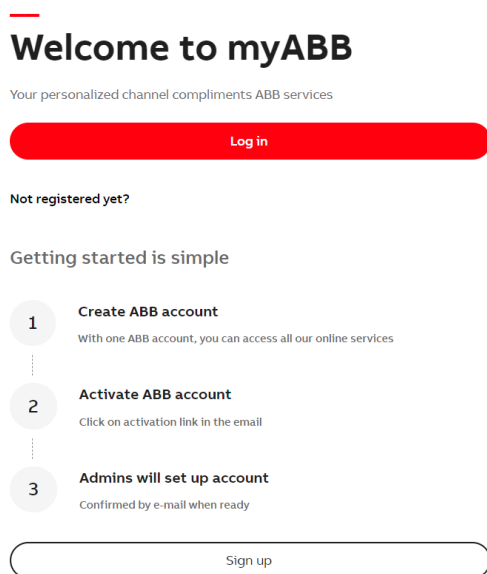 Welcome to myABB
Your personalized channel compliments ABB services
Log in
Not registered yet?
Getting started is simple
1
Create ABB account
With one ABB account, you can access all our online services
2
Activate ABB account
Click on activation link in the email
3
Admins will set up account
Confirmed by e-mail when ready
Sign up